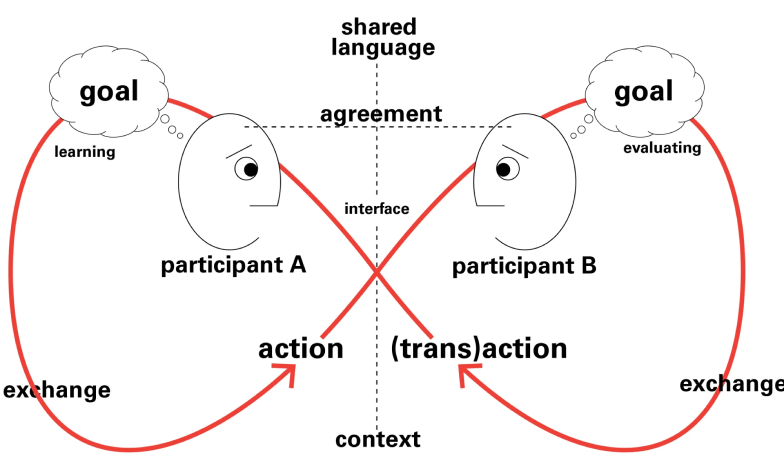 shared
language
goal
goal
agreement
learning
evaluating
interface
participant A
participant B
action
(trans)action
exchange
exchange
context